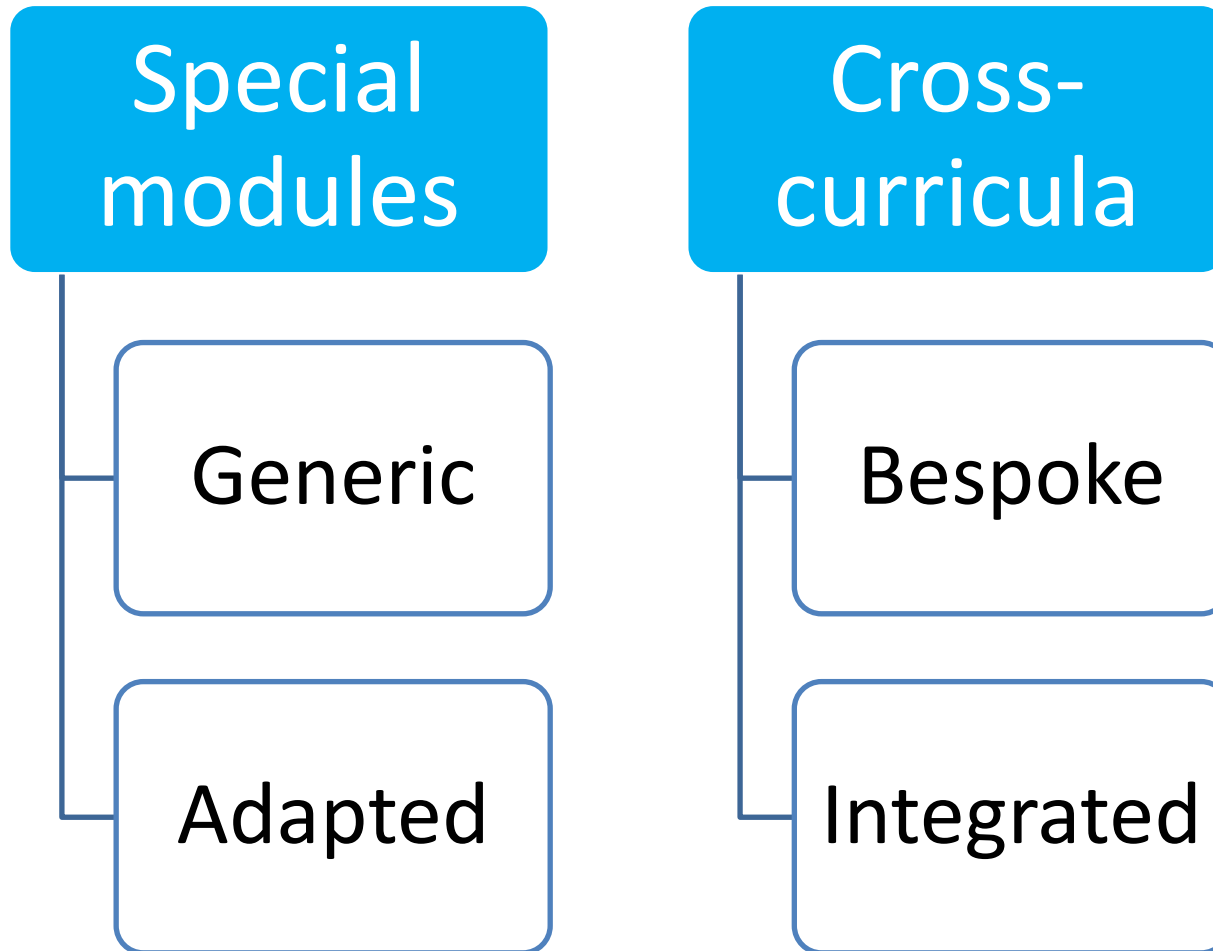 Special
modules
Generic
Adapted
Cross-
curricula
Bespoke
Integrated